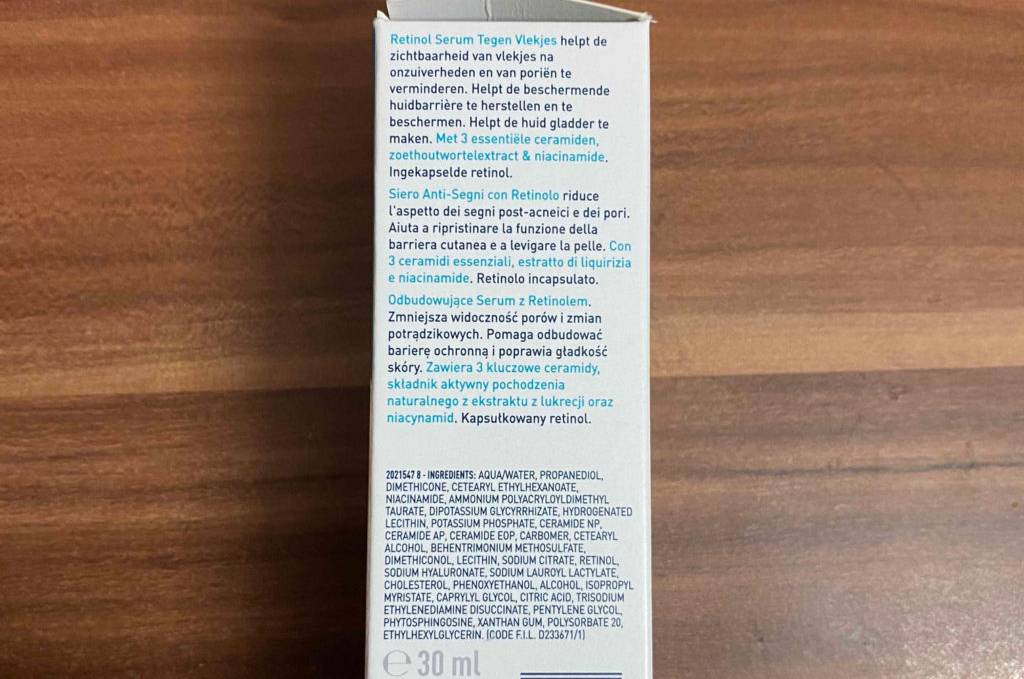 Retinol Serum Tegen Vlekjes helpt de
zichtbaarheid van vlekjes na
onzuiverheden en van poriën te
verminderen. Helpt de beschermende
huidbarrière te herstellen en te
beschermen. Helpt de huid gladder te
maken. Met 3 essentiële ceramiden,
zoethoutwortelextract & niacinamide.
Ingekapselde retinol.
Siero Anti-Segni con Retinolo riduce
l'aspetto dei segni post-acneici e dei pori.
Aiuta a ripristinare la funzione della
barriera cutanea e a levigare la pelle. Con
3 ceramidi essenziali, estratto di liquirizia
e niacinamide. Retinolo incapsulato.
Odbudowujące Serum z Retinolem.
Zmniejsza widoczność porów i zmian
potrądzikowych. Pomaga odbudować
barierę ochronną i poprawia gładkość
skóry. Zawiera 3 kluczowe ceramidy,
składnik aktywny pochodzenia
naturalnego z ekstraktu z lukrecji oraz
niacynamid. Kapsułkowany retinol.
2021547 8 - INGREDIENTS: AQUA/WATER, PROPANEDIOL,
DIMETHICONE, CETEARYL ETHYLHEXANOATE,
NIACINAMIDE, AMMONIUM POLYACRYLOYLDIMETHYL
TAURATE, DIPOTASSIUM GLYCYRRHIZATE, HYDROGENATED
LECITHIN, POTASSIUM PHOSPHATE, CERAMIDE NP,
CERAMIDE AP, CERAMIDE EOP, CARBOMER, CETEARYL
ALCOHOL, BEHENTRIMONIUM METHOSULFATE,
DIMETHICONOL, LECITHIN, SODIUM CITRATE, RETINOL,
SODIUM HYALURONATE, SODIUM LAUROYL LACTYLATE,
CHOLESTEROL, PHENOXYETHANOL, ALCOHOL, ISOPROPYL
MYRISTATE, CAPRYLYL GLYCOL, CITRIC ACID, TRISODIUM
ETHYLENEDIAMINE DISUCCINATE, PENTYLENE GLYCOL,
PHYTOSPHINGOSINE, XANTHAN GUM, POLYSORBATE 20,
ETHYLHEXYLGLYCERIN. (CODE F.I.L. D233671/1)
℮ 30 ml